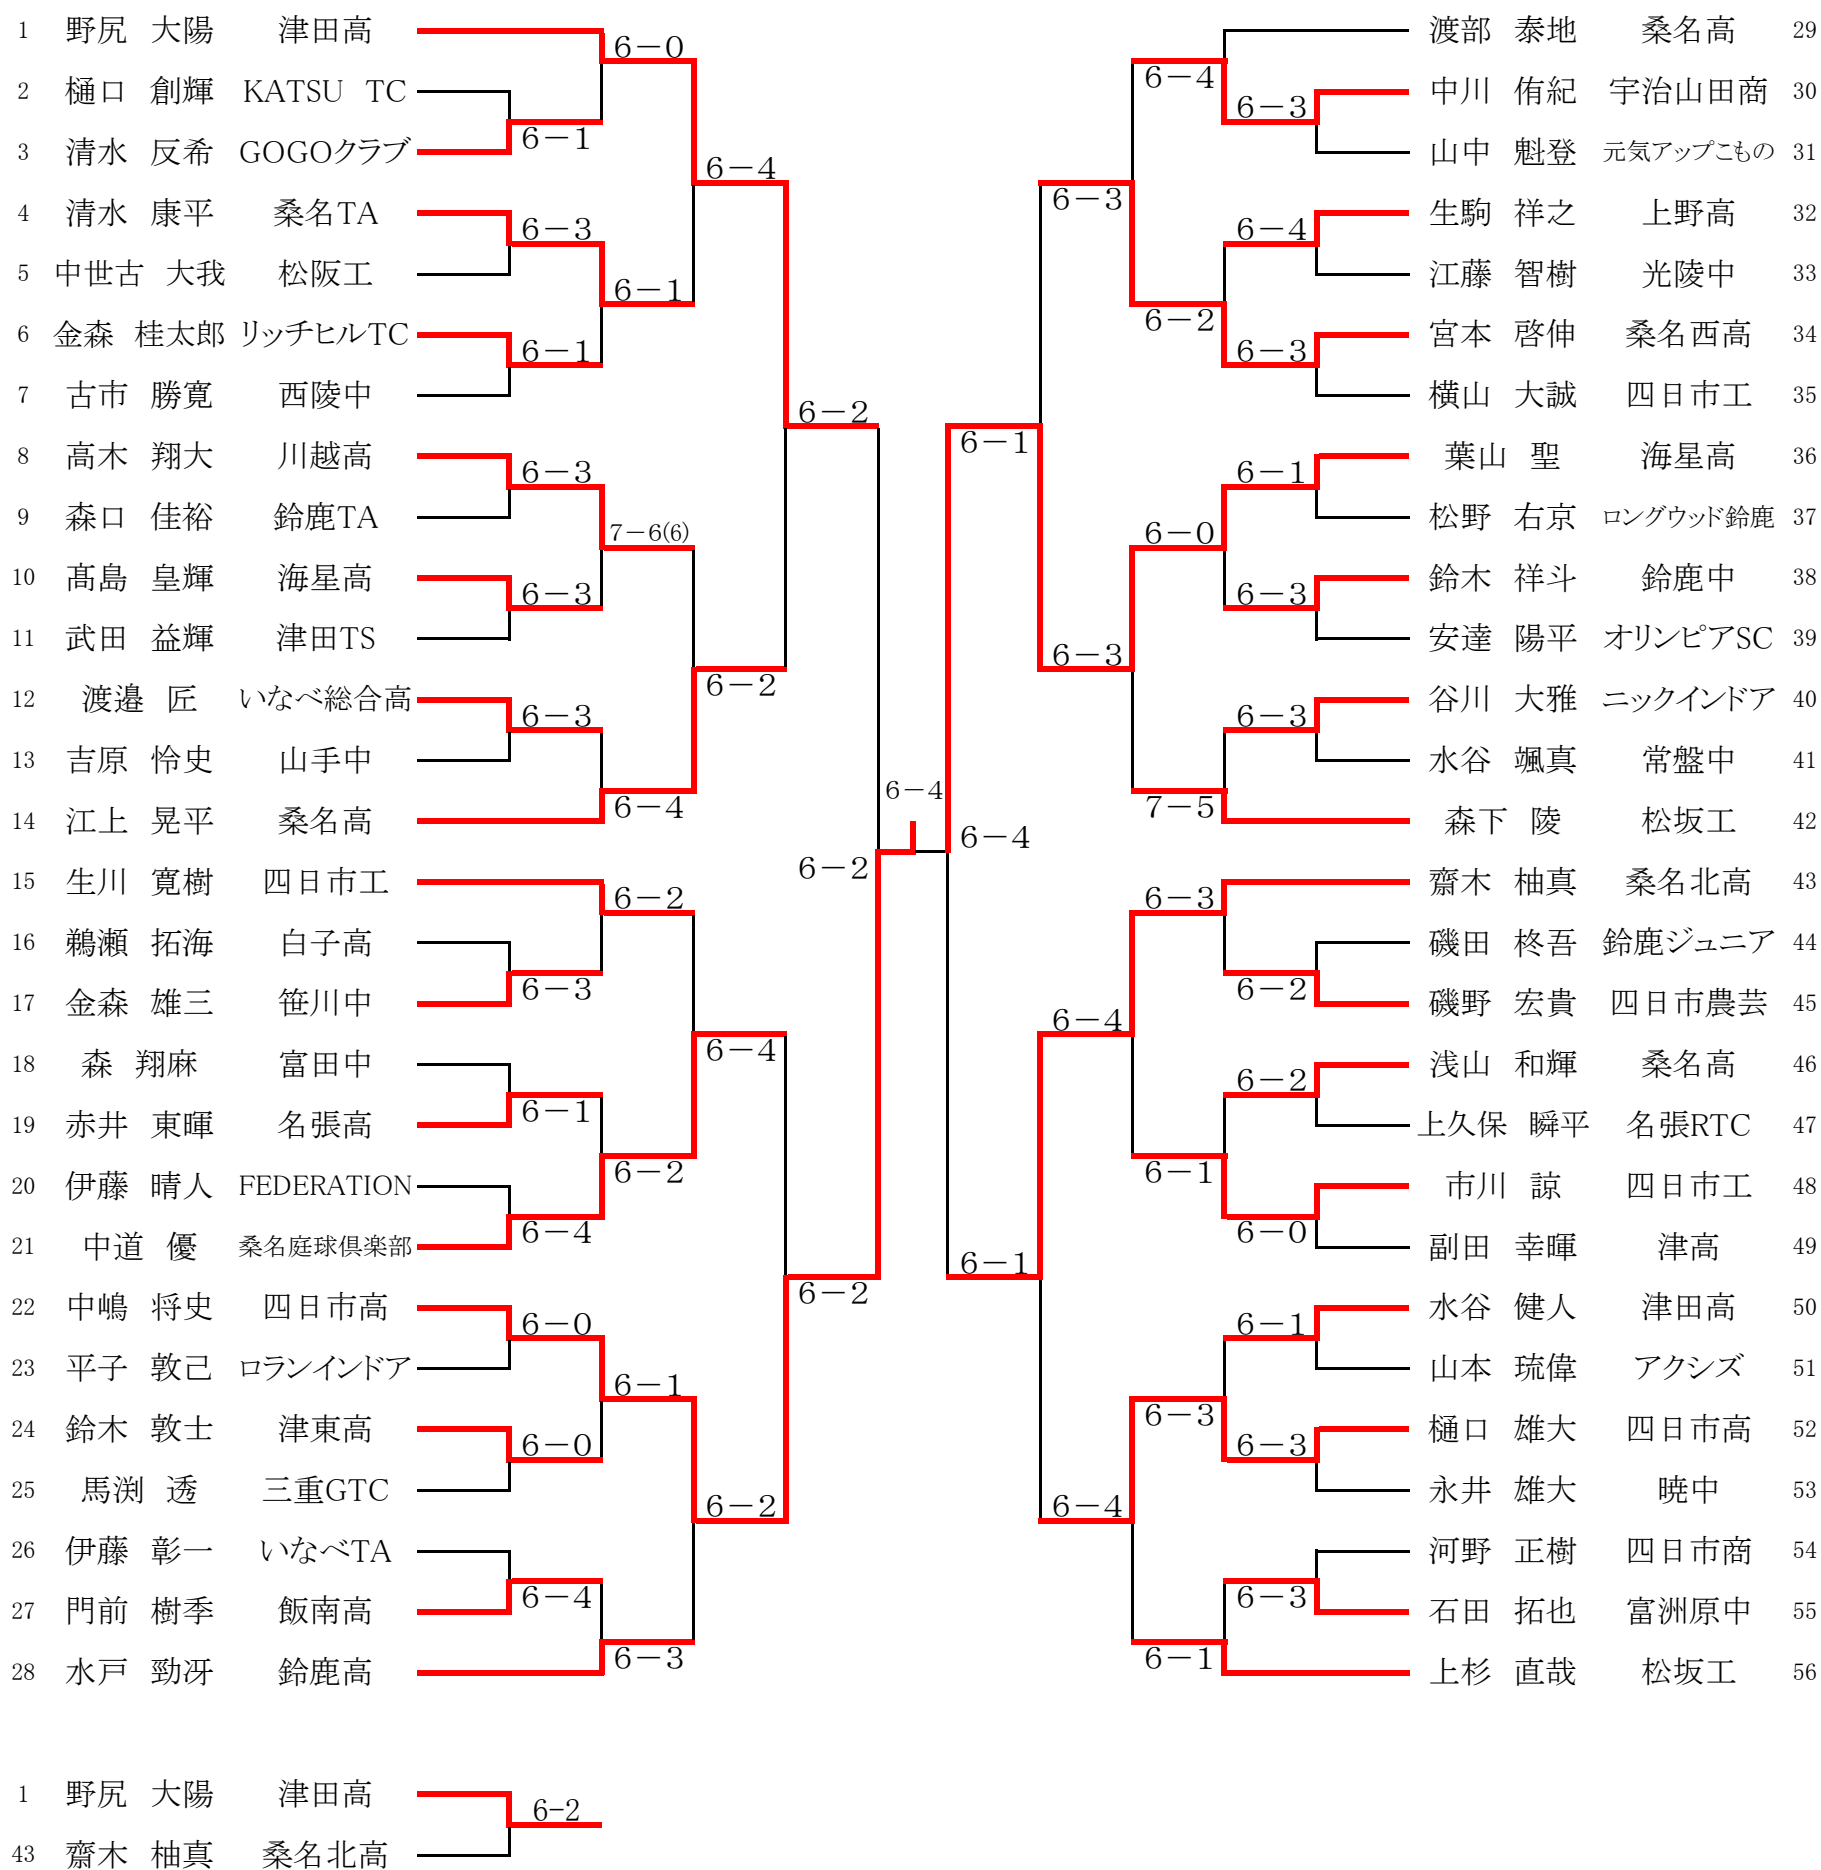 1 野尻 大陽 津田高
2 樋口 創輝 KATSU TC
3 清水 反希 GOGOクラブ
4 清水 康平 桑名TA
5 中世古 大我 松阪工
6 金森 桂太郎 リッチヒルTC
7 古市 勝寛 西陵中
8 高木 翔大 川越高
9 森口 佳裕 鈴鹿TA
10 髙島 皇輝 海星高
11 武田 益輝 津田TS
12 渡邉 匠 いなべ総合高
13 吉原 怜史 山手中
14 江上 晃平 桑名高
15 生川 寛樹 四日市工
16 鵜瀬 拓海 白子高
17 金森 雄三 笹川中
18 森 翔麻 富田中
19 赤井 東暉 名張高
20 伊藤 晴人 FEDERATION
21 中道 優 桑名庭球倶楽部
22 中嶋 将史 四日市高
23 平子 敦己 ロランインドア
24 鈴木 敦士 津東高
25 馬渕 透 三重GTC
26 伊藤 彰一 いなべTA
27 門前 樹季 飯南高
28 水戸 勁冴 鈴鹿高
6-1
6-3
6-1
6-3
6-3
6-3
6-3
6-1
6-4
6-0
6-0
6-4
6-0
6-1
7-6(6)
6-4
6-2
6-2
6-1
6-3
6-4
6-2
6-4
6-2
6-2
6-2
6-2
6-4
6-4
6-1
6-1
6-3
6-3
6-4
6-4
6-4
6-2
6-0
7-5
6-3
6-1
6-3
6-1
6-3
6-4
6-3
6-1
6-3
6-3
6-2
6-2
6-0
6-1
6-3
6-3
渡部 泰地 桑名高 29
中川 侑紀 宇治山田商 30
山中 魁登 元気アップこもの 31
生駒 祥之 上野高 32
江藤 智樹 光陵中 33
宮本 啓伸 桑名西高 34
横山 大誠 四日市工 35
葉山 聖 海星高 36
松野 右京 ロングウッド鈴鹿 37
鈴木 祥斗 鈴鹿中 38
安達 陽平 オリンピアSC 39
谷川 大雅 ニックインドア 40
水谷 颯真 常盤中 41
森下 陵 松坂工 42
齋木 柚真 桑名北高 43
磯田 柊吾 鈴鹿ジュニア 44
磯野 宏貴 四日市農芸 45
浅山 和輝 桑名高 46
上久保 瞬平 名張RTC 47
市川 諒 四日市工 48
副田 幸暉 津高 49
水谷 健人 津田高 50
山本 琉偉 アクシズ 51
樋口 雄大 四日市高 52
永井 雄大 暁中 53
河野 正樹 四日市商 54
石田 拓也 富洲原中 55
上杉 直哉 松坂工 56
1 野尻 大陽 津田高
6-2
43 齋木 柚真 桑名北高